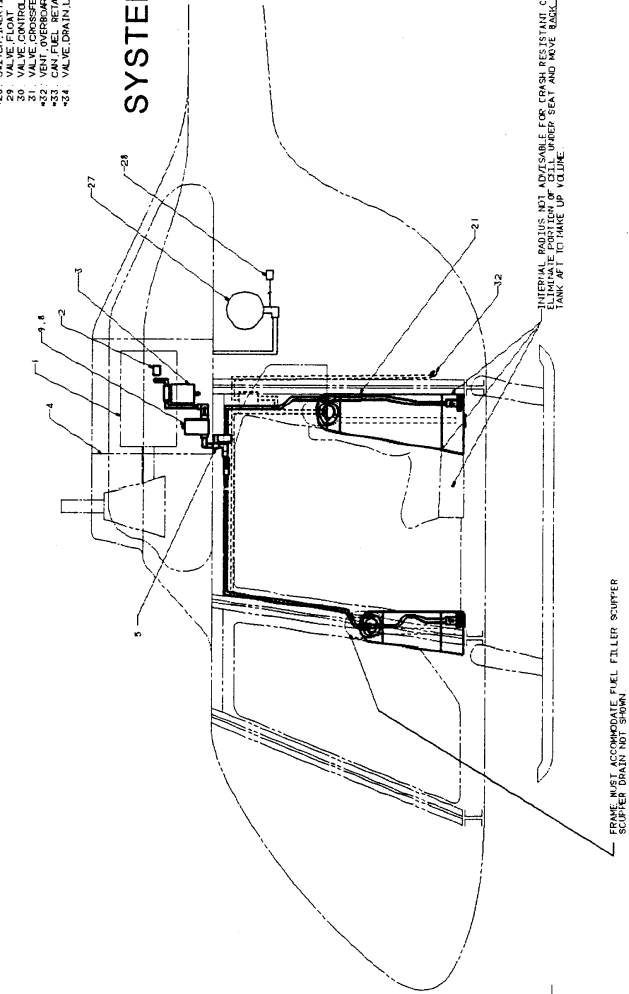 29. VALVE,FLOAT
30. VALVE,CONTROL
31. VALVE,CROSSFE
*32. VENT,OVERBOAR
*33. CAN,FUEL RETA
*34. VALVE,DRAIN,L
SYSTEM
27
28
3
2
9,8
1
4
5
21
32
INTERNAL RADIUS NOT ADVISABLE FOR CRASH RESISTANT C
ELIMINATE PORTION OF CELL UNDER SEAT AND MOVE BACK
TANK AFT TO MAKE UP VOLUME.
FRAME MUST ACCOMMODATE FUEL FILLER SCUPPER
SCUPPER DRAIN NOT SHOWN.